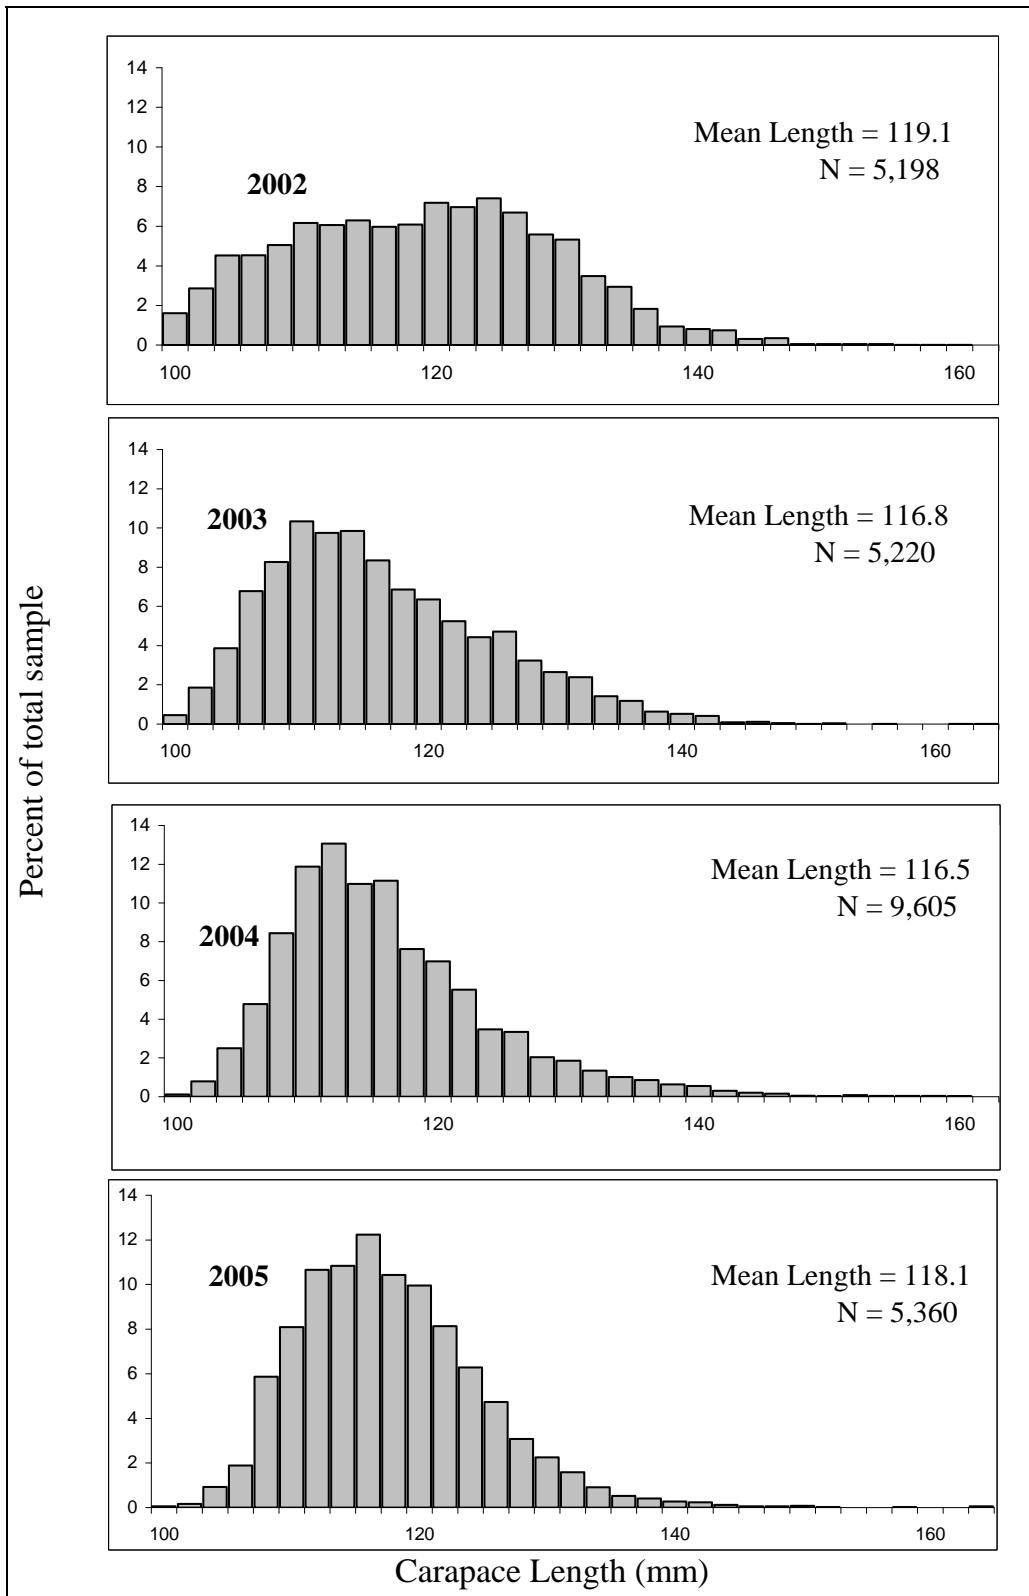 Percent of total sample
14
12
10
8
6
4
2
0
2002
Mean Length = 119.1
N = 5,198
100 120 140 160
14
12
10
8
6
4
2
0
2003
Mean Length = 116.8
N = 5,220
100 120 140 160
14
12
10
8
6
4
2
0
2004
Mean Length = 116.5
N = 9,605
100 120 140 160
14
12
10
8
6
4
2
0
2005
Mean Length = 118.1
N = 5,360
100 120 140 160
Carapace Length (mm)